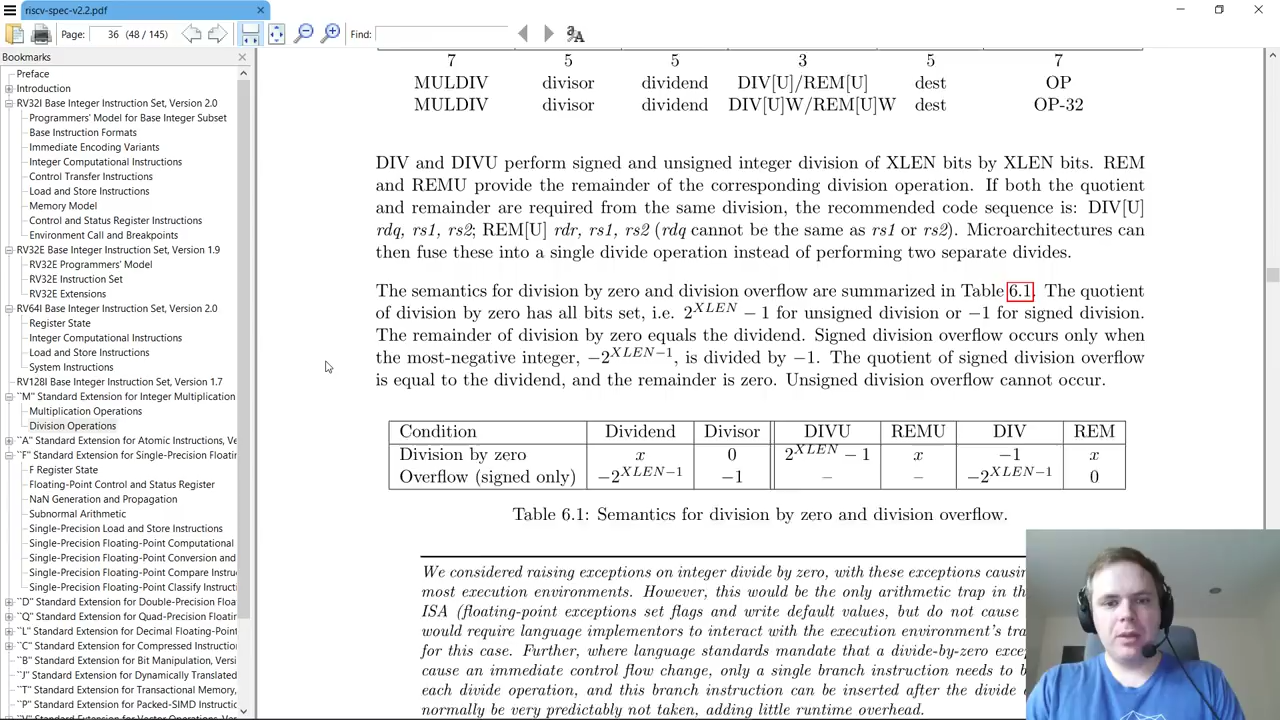 riscv-spec-v2.2.pdf
Page: 36 (48 / 145) Find:
Bookmarks
Preface
Introduction
RV32I Base Integer Instruction Set, Version 2.0
Programmers' Model for Base Integer Subset
Base Instruction Formats
Immediate Encoding Variants
Integer Computational Instructions
Control Transfer Instructions
Load and Store Instructions
Memory Model
Control and Status Register Instructions
Environment Call and Breakpoints
RV32E Base Integer Instruction Set, Version 1.9
RV32E Programmers' Model
RV32E Instruction Set
RV32E Extensions
RV64I Base Integer Instruction Set, Version 2.0
Register State
Integer Computational Instructions
Load and Store Instructions
System Instructions
RV128I Base Integer Instruction Set, Version 1.7
``M'' Standard Extension for Integer Multiplication
Multiplication Operations
Division Operations
``A'' Standard Extension for Atomic Instructions, Ve
``F'' Standard Extension for Single-Precision Floatir
F Register State
Floating-Point Control and Status Register
NaN Generation and Propagation
Subnormal Arithmetic
Single-Precision Load and Store Instructions
Single-Precision Floating-Point Computational
Single-Precision Floating-Point Conversion and
Single-Precision Floating-Point Compare Instru
Single-Precision Floating-Point Classify Instruct
``D'' Standard Extension for Double-Precision Floa
``Q'' Standard Extension for Quad-Precision Floati
``L'' Standard Extension for Decimal Floating-Point
``C'' Standard Extension for Compressed Instructio
``B'' Standard Extension for Bit Manipulation, Versi
``J'' Standard Extension for Dynamically Translated
``T'' Standard Extension for Transactional Memory,
``P'' Standard Extension for Packed-SIMD Instructic
7 5 5 3 5 7
MULDIV divisor dividend DIV[U]/REM[U] dest OP
MULDIV divisor dividend DIV[U]W/REM[U]W dest OP-32
DIV and DIVU perform signed and unsigned integer division of XLEN bits by XLEN bits. REM
and REMU provide the remainder of the corresponding division operation. If both the quotient
and remainder are required from the same division, the recommended code sequence is: DIV[U]
rdq, rs1, rs2; REM[U] rdr, rs1, rs2 (rdq cannot be the same as rs1 or rs2). Microarchitectures can
then fuse these into a single divide operation instead of performing two separate divides.
The semantics for division by zero and division overflow are summarized in Table 6.1. The quotient
of division by zero has all bits set, i.e. 2^XLEN − 1 for unsigned division or −1 for signed division.
The remainder of division by zero equals the dividend. Signed division overflow occurs only when
the most-negative integer, −2^XLEN−1, is divided by −1. The quotient of signed division overflow
is equal to the dividend, and the remainder is zero. Unsigned division overflow cannot occur.
Condition Dividend Divisor DIVU REMU DIV REM
Division by zero x 0 2^XLEN − 1 x −1 x
Overflow (signed only) −2^XLEN−1 −1 – – −2^XLEN−1 0
Table 6.1: Semantics for division by zero and division overflow.
We considered raising exceptions on integer divide by zero, with these exceptions causin
most execution environments. However, this would be the only arithmetic trap in th
ISA (floating-point exceptions set flags and write default values, but do not cause
would require language implementors to interact with the execution environment's tra
for this case. Further, where language standards mandate that a divide-by-zero exce
cause an immediate control flow change, only a single branch instruction needs to b
each divide operation, and this branch instruction can be inserted after the divide
normally be very predictably not taken, adding little runtime overhead.